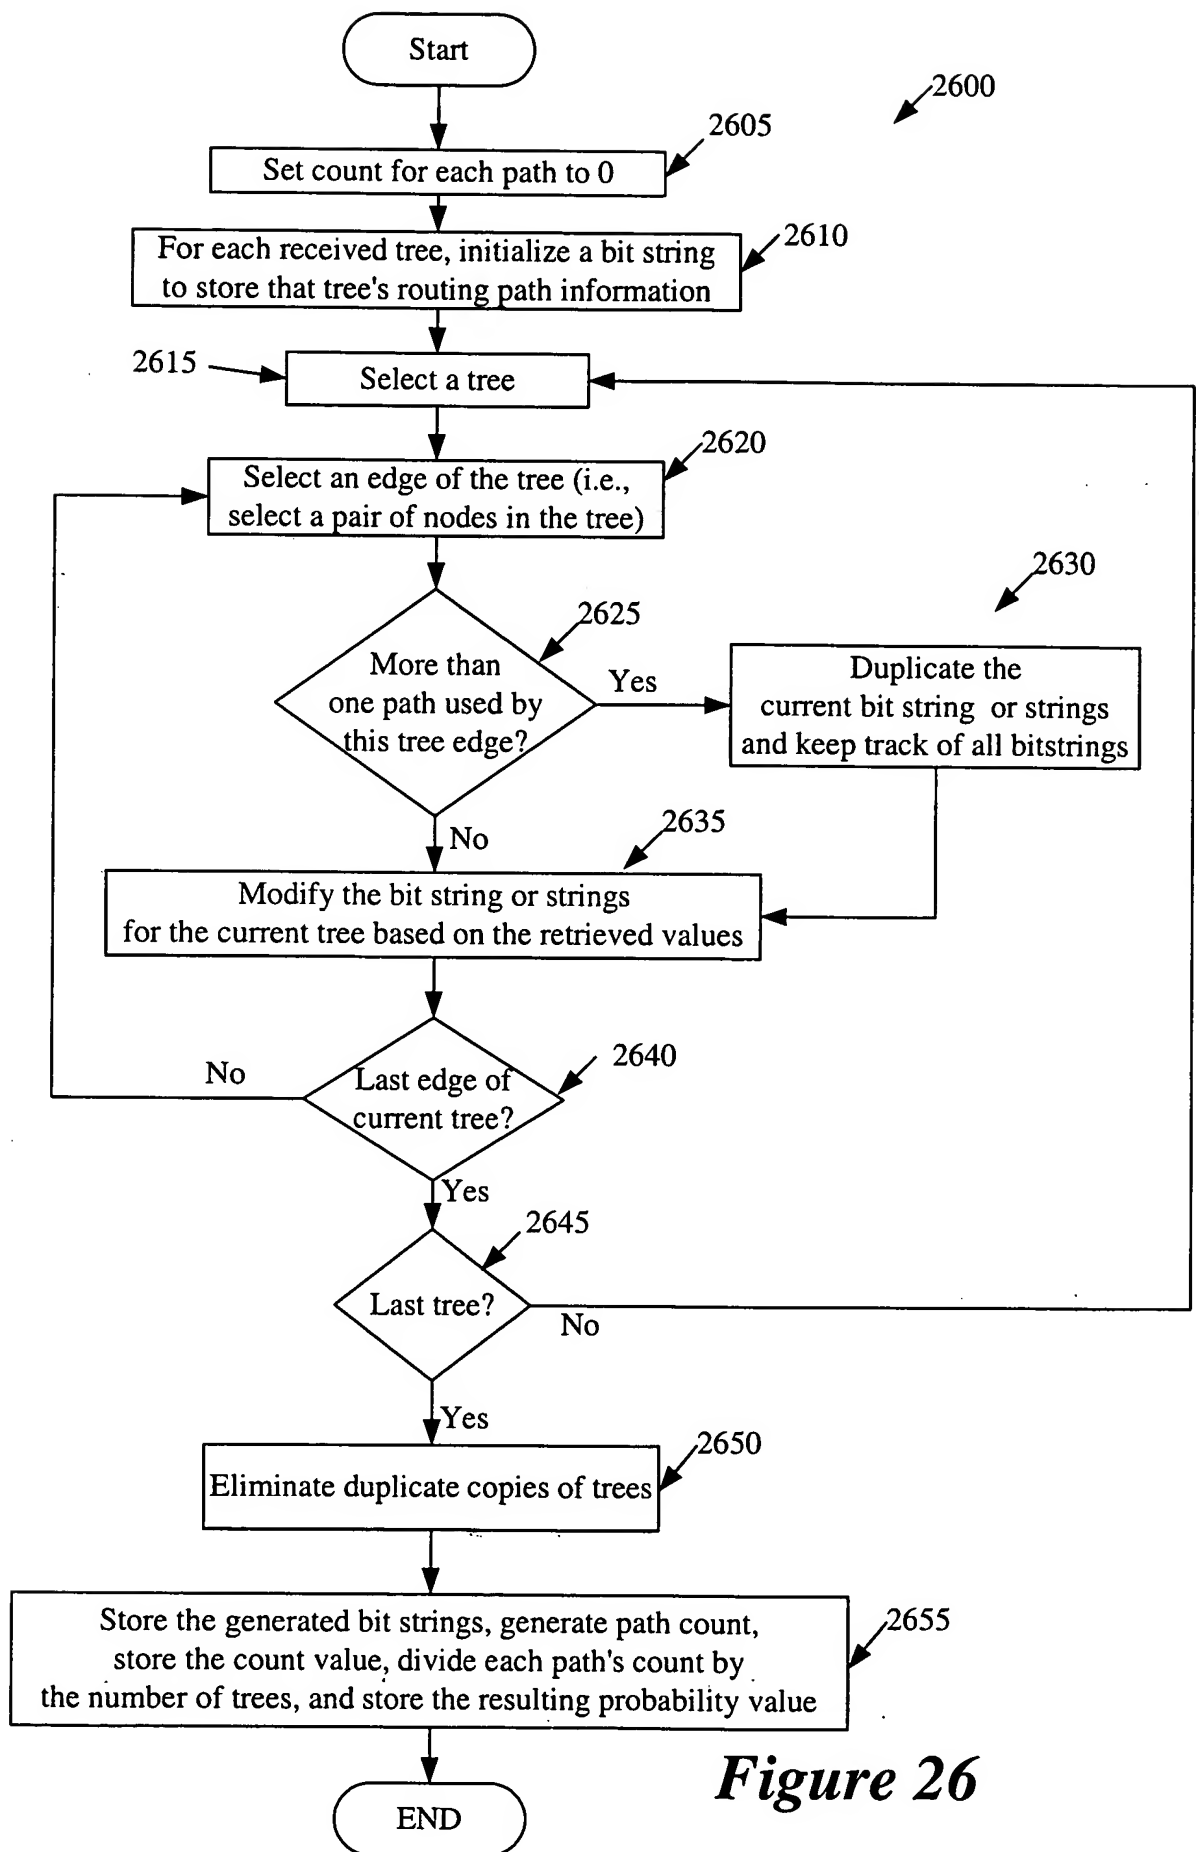 Start
2600
2605
Set count for each path to 0
2610
For each received tree, initialize a bit string
to store that tree's routing path information
2615
Select a tree
2620
Select an edge of the tree (i.e.,
select a pair of nodes in the tree)
2630
2625
More than
one path used by
this tree edge?
Yes
Duplicate the
current bit string or strings
and keep track of all bitstrings
No
2635
Modify the bit string or strings
for the current tree based on the retrieved values
2640
No
Last edge of
current tree?
Yes
2645
Last tree?
No
Yes
2650
Eliminate duplicate copies of trees
2655
Store the generated bit strings, generate path count,
store the count value, divide each path's count by
the number of trees, and store the resulting probability value
Figure 26
END